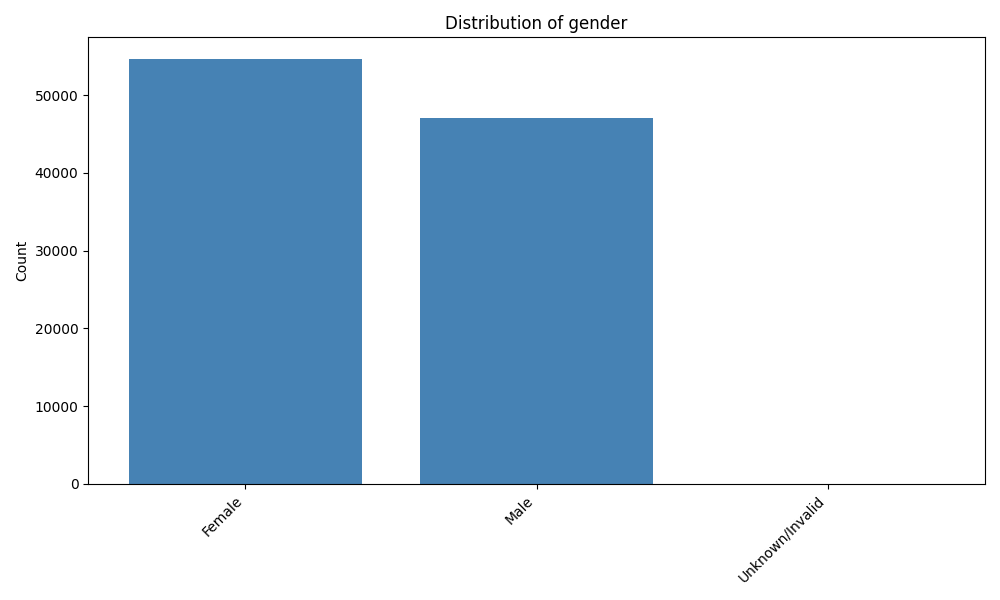 Distribution of gender
Count
50000
40000
30000
20000
10000
0
Female
Male
Unknown/Invalid